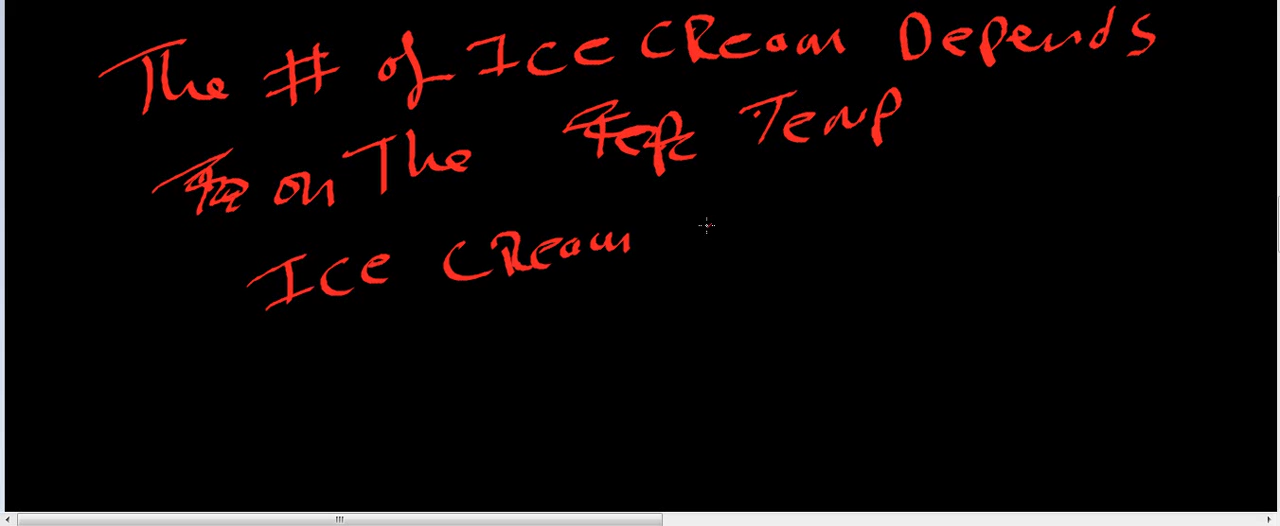 The # of Ice CReam Depends
on The Temp
Ice CReam